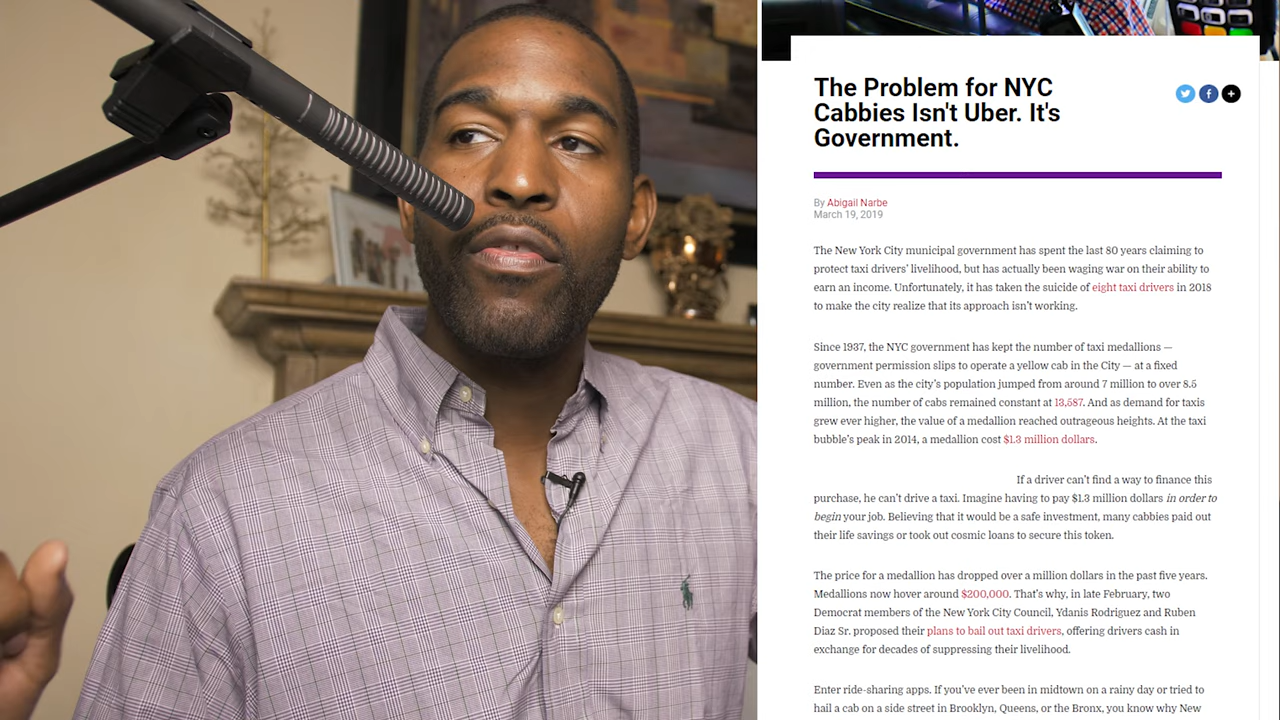 The Problem for NYC
Cabbies Isn't Uber. It's
Government.
By Abigail Narbe
March 19, 2019
The New York City municipal government has spent the last 80 years claiming to
protect taxi drivers' livelihood, but has actually been waging war on their ability to
earn an income. Unfortunately, it has taken the suicide of eight taxi drivers in 2018
to make the city realize that its approach isn't working.
Since 1937, the NYC government has kept the number of taxi medallions —
government permission slips to operate a yellow cab in the City — at a fixed
number. Even as the city's population jumped from around 7 million to over 8.5
million, the number of cabs remained constant at 13,587. And as demand for taxis
grew ever higher, the value of a medallion reached outrageous heights. At the taxi
bubble's peak in 2014, a medallion cost $1.3 million dollars.
If a driver can't find a way to finance this
purchase, he can't drive a taxi. Imagine having to pay $1.3 million dollars in order to
begin your job. Believing that it would be a safe investment, many cabbies paid out
their life savings or took out cosmic loans to secure this token.
The price for a medallion has dropped over a million dollars in the past five years.
Medallions now hover around $200,000. That's why, in late February, two
Democrat members of the New York City Council, Ydanis Rodriguez and Ruben
Diaz Sr. proposed their plans to bail out taxi drivers, offering drivers cash in
exchange for decades of suppressing their livelihood.
Enter ride-sharing apps. If you've ever been in midtown on a rainy day or tried to
hail a cab on a side street in Brooklyn, Queens, or the Bronx, you know why New